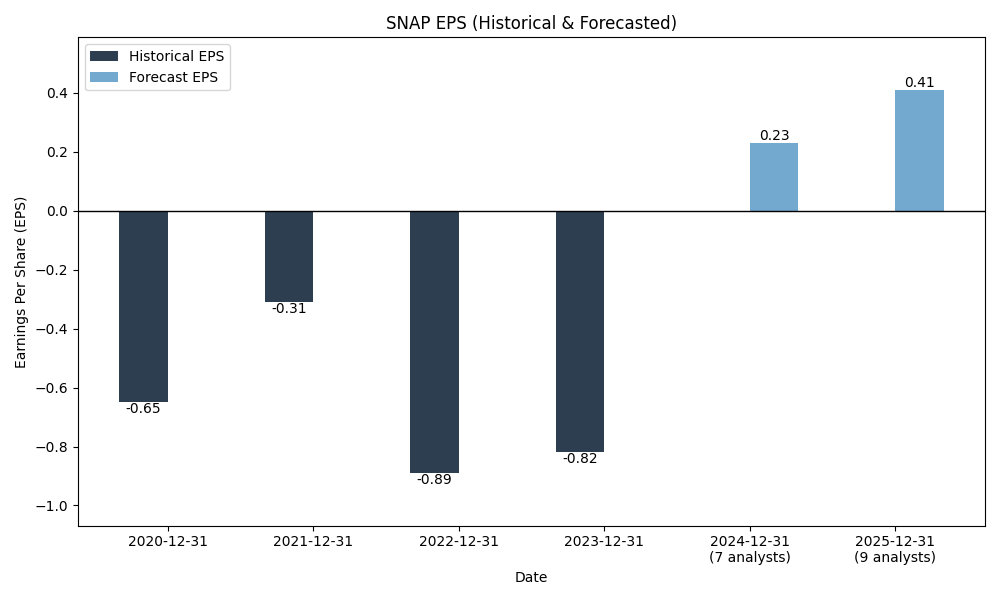 SNAP EPS (Historical & Forecasted)
Historical EPS
Forecast EPS
Earnings Per Share (EPS)
0.4
0.2
0.0
−0.2
−0.4
−0.6
−0.8
−1.0
-0.65
-0.31
-0.89
-0.82
0.23
0.41
2020-12-31
2021-12-31
2022-12-31
2023-12-31
2024-12-31
(7 analysts)
2025-12-31
(9 analysts)
Date